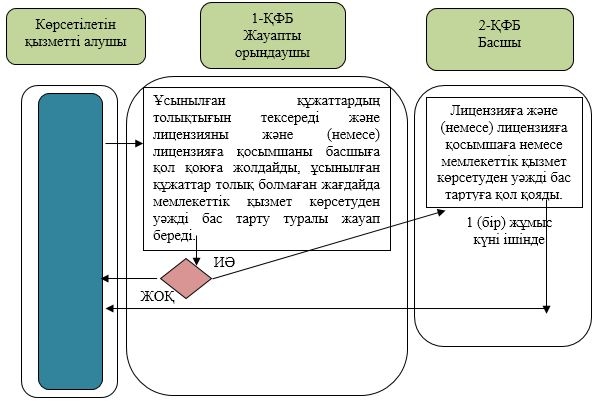 Көрсетілетін
қызметті алушы
1-ҚФБ
Жауапты
орындаушы
2-ҚФБ
Басшы
Ұсынылған құжаттардың
толықтығын тексереді және
лицензияны және (немесе)
лицензияға қосымшаны басшыға
қол қоюға жолдайды, ұсынылған
құжаттар толық болмаған жағдайда
мемлекеттік қызмет көрсетуден
уәжді бас тарту туралы жауап
береді.
Лицензияға және
(немесе) лицензияға
қосымшаға немесе
мемлекеттік қызмет
көрсетуден уәжді бас
тартуға қол қояды.
1 (бір) жұмыс
күні ішінде
ИӘ
ЖОҚ